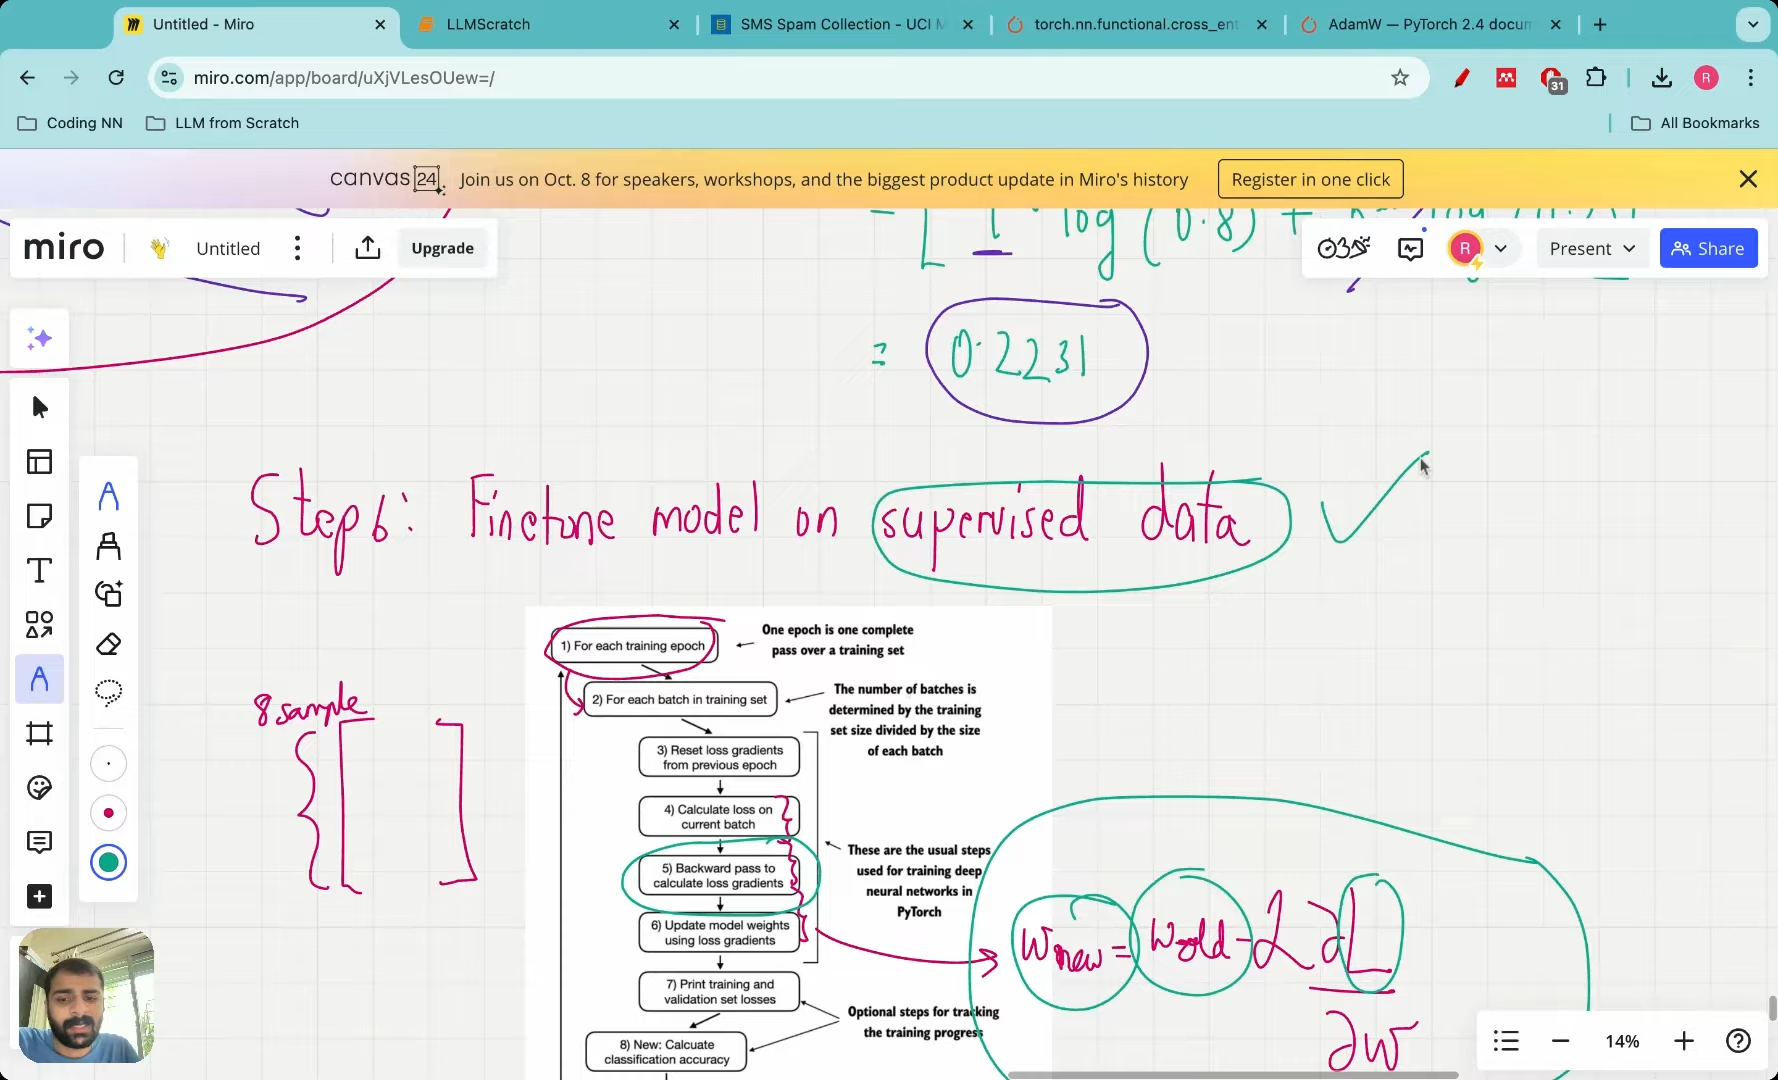 Untitled - Miro
LLMScratch
SMS Spam Collection - UCI M
torch.nn.functional.cross_ent
AdamW — PyTorch 2.4 docum
miro.com/app/board/uXjVLesOUew=/
31
R
Coding NN
LLM from Scratch
All Bookmarks
canvas 24
Join us on Oct. 8 for speakers, workshops, and the biggest product update in Miro's history
Register in one click
miro
Untitled
Upgrade
R
Present
Share
- [ 1 · log (0.8) +
= 0.2231
Step 6: Finetune model on supervised data
8 sample
1) For each training epoch
One epoch is one complete
pass over a training set
2) For each batch in training set
The number of batches is
determined by the training
set size divided by the size
of each batch
3) Reset loss gradients
from previous epoch
4) Calculate loss on
current batch
5) Backward pass to
calculate loss gradients
These are the usual steps
used for training deep
neural networks in
PyTorch
6) Update model weights
using loss gradients
Wnew = Wold - α ∂L
∂W
7) Print training and
validation set losses
Optional steps for tracking
the training progress
8) New: Calcuate
classification accuracy
14%